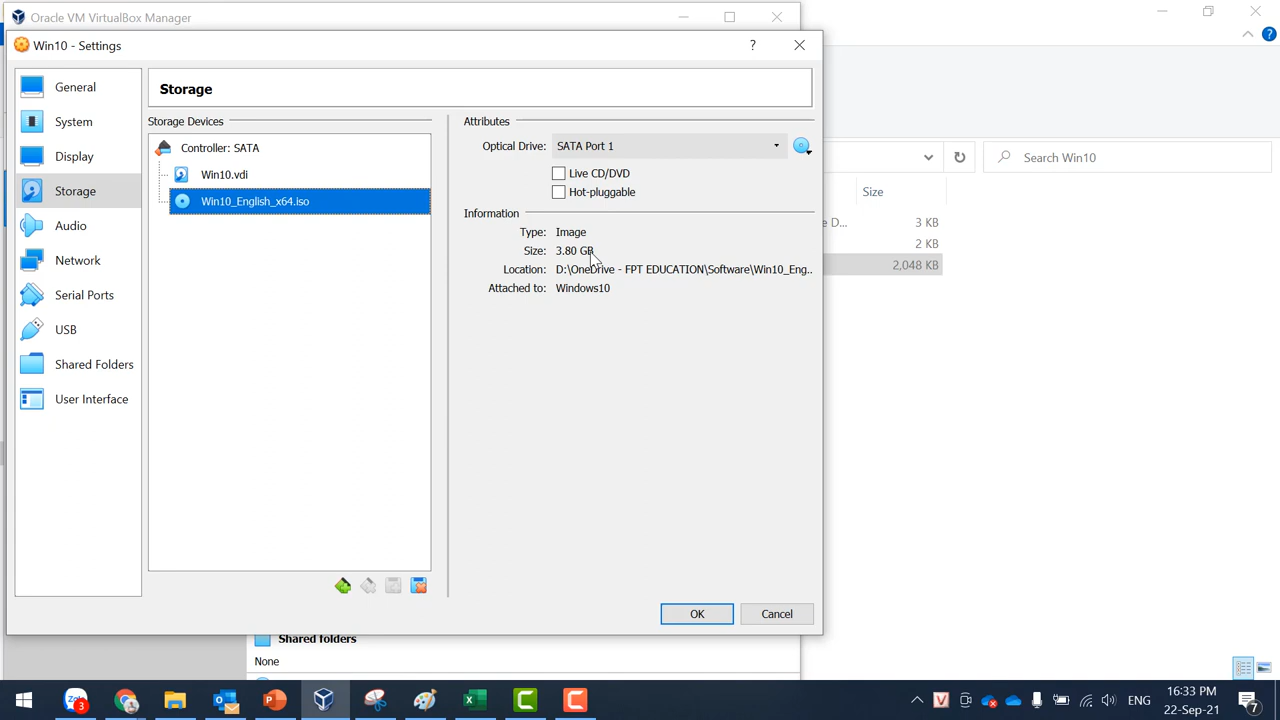 Oracle VM VirtualBox Manager
Win10 - Settings
?
?
General
System
Display
Storage
Audio
Network
Serial Ports
USB
Shared Folders
User Interface
Storage
Storage Devices
Controller: SATA
Win10.vdi
Win10_English_x64.iso
Attributes
Optical Drive: SATA Port 1
Live CD/DVD
Hot-pluggable
Information
Type: Image
Size: 3.80 GB
Location: D:\OneDrive - FPT EDUCATION\Software\Win10_Eng..
Attached to: Windows10
OK
Cancel
Search Win10
Size
e D... 3 KB
2 KB
2,048 KB
Shared folders
None
Zalo
3
ENG
16:33 PM
22-Sep-21
7